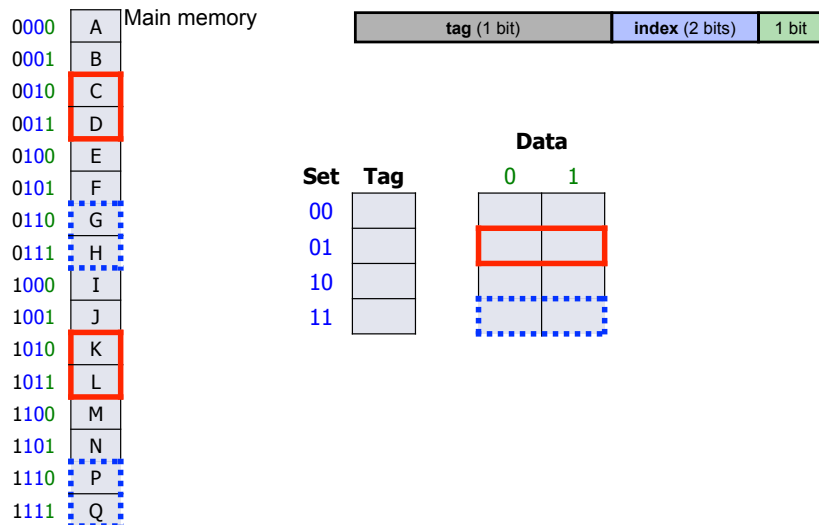 Main memory
tag (1 bit) index (2 bits) 1 bit
0000 A
0001 B
0010 C
0011 D
0100 E
0101 F
0110 G
0111 H
1000 I
1001 J
1010 K
1011 L
1100 M
1101 N
1110 P
1111 Q
Data
Set Tag 0 1
00
01
10
11